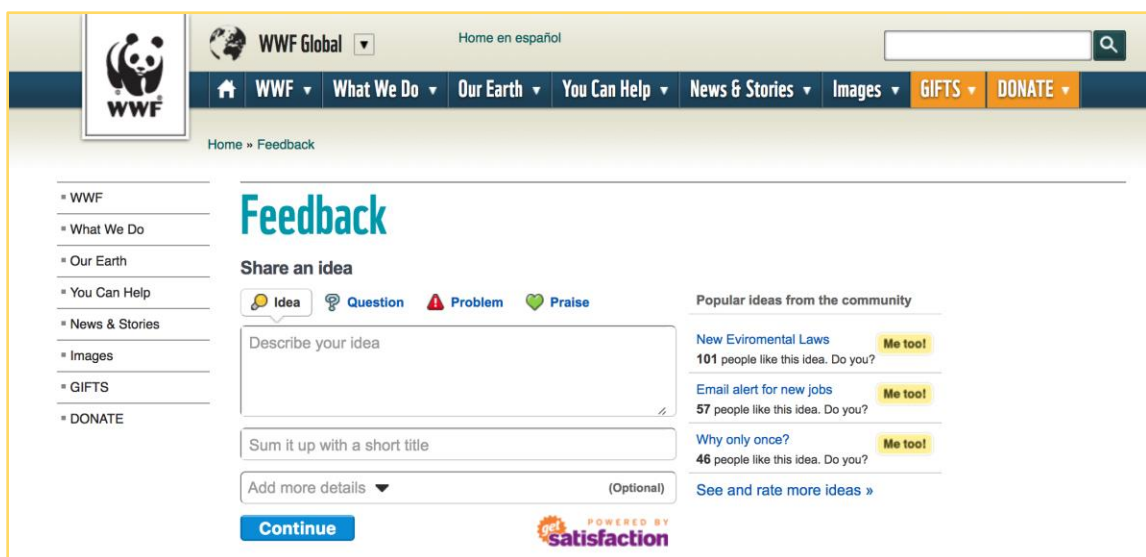 WWF Global
Home en español
WWF
WWF What We Do Our Earth You Can Help News & Stories Images GIFTS DONATE
Home » Feedback
WWF
What We Do
Our Earth
You Can Help
News & Stories
Images
GIFTS
DONATE
Feedback
Share an idea
Idea Question Problem Praise
Describe your idea
Sum it up with a short title
Add more details (Optional)
Continue
POWERED BY
get satisfaction
Popular ideas from the community
New Eviromental Laws Me too!
101 people like this idea. Do you?
Email alert for new jobs Me too!
57 people like this idea. Do you?
Why only once? Me too!
46 people like this idea. Do you?
See and rate more ideas »